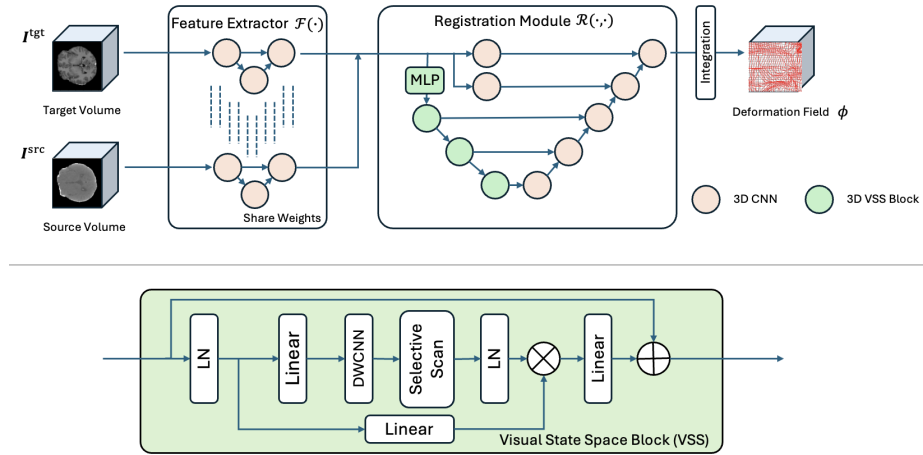 Feature Extractor ℱ(·)
Registration Module ℛ(·,·)
I^tgt
Target Volume
MLP
Integration
Deformation Field ϕ
I^src
Source Volume
Share Weights
3D CNN
3D VSS Block
LN
Linear
DWCNN
Selective
Scan
LN
Linear
Linear
Visual State Space Block (VSS)